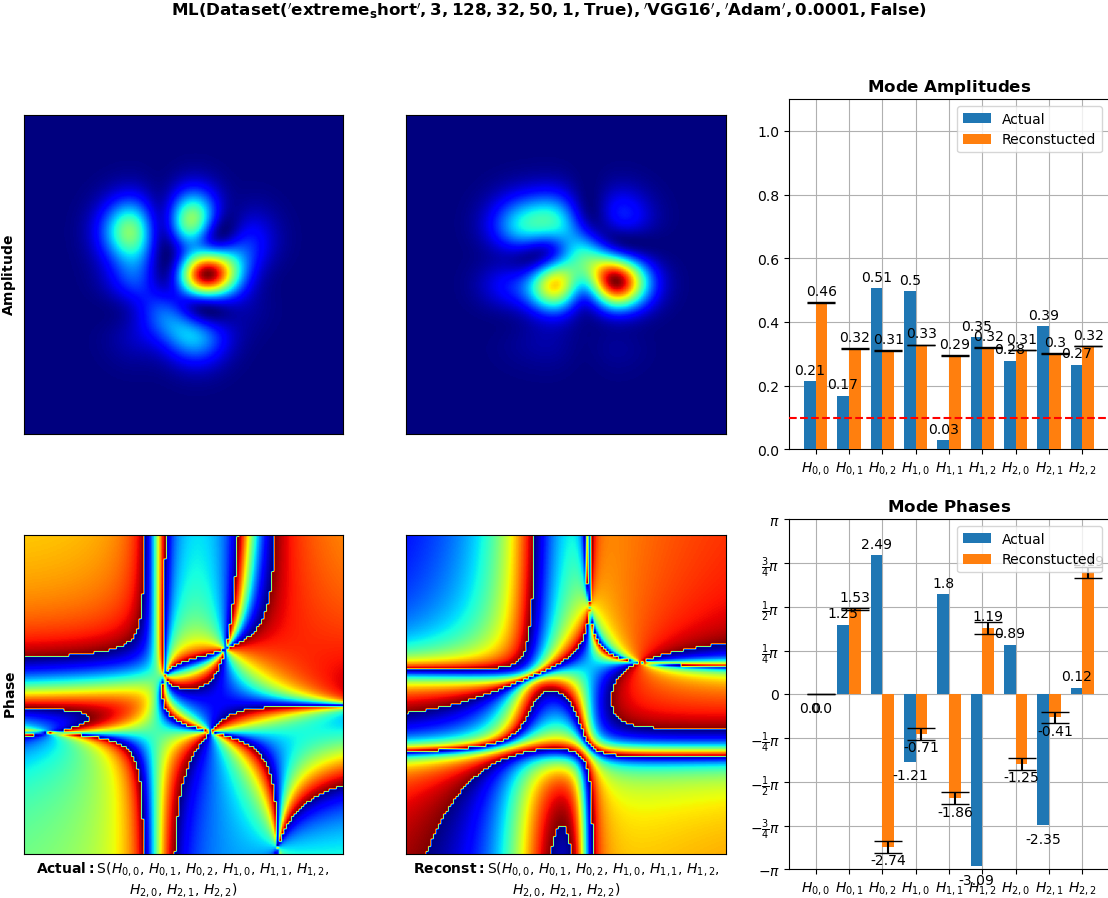 ML(Dataset('extreme_short', 3, 128, 32, 50, 1, True), 'VGG16', 'Adam', 0.0001, False)
Amplitude
Mode Amplitudes
Actual
Reconstucted
1.0
0.8
0.6
0.4
0.2
0.0
0.21
0.46
0.17
0.32
0.51
0.31
0.5
0.33
0.03
0.29
0.35
0.32
0.28
0.31
0.39
0.3
0.27
0.32
H0,0 H0,1 H0,2 H1,0 H1,1 H1,2 H2,0 H2,1 H2,2
Phase
Mode Phases
Actual
Reconstucted
π
3/4π
1/2π
1/4π
0
−1/4π
−1/2π
−3/4π
−π
0.0
0.0
1.25
1.53
2.49
-2.74
-1.21
-0.71
1.8
-1.86
-3.09
1.19
0.89
-1.25
-2.35
-0.41
0.12
H0,0 H0,1 H0,2 H1,0 H1,1 H1,2 H2,0 H2,1 H2,2
Actual: S(H0,0, H0,1, H0,2, H1,0, H1,1, H1,2,
H2,0, H2,1, H2,2)
Reconst: S(H0,0, H0,1, H0,2, H1,0, H1,1, H1,2,
H2,0, H2,1, H2,2)